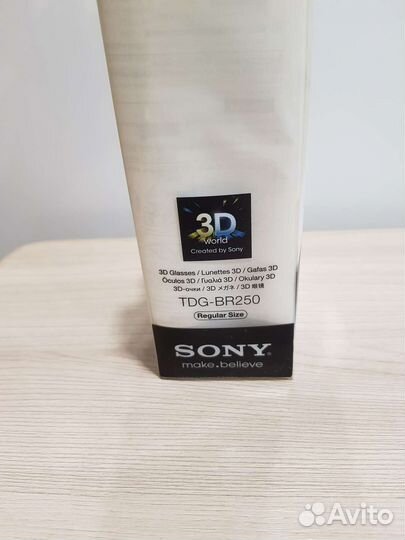 3D
world
Created by Sony
3D Glasses / Lunettes 3D / Gafas 3D
Óculos 3D / Γυαλιά 3D / Okulary 3D
3D-очки / 3D メガネ / 3D 眼镜
TDG-BR250
Regular Size
SONY
make.believe
Avito